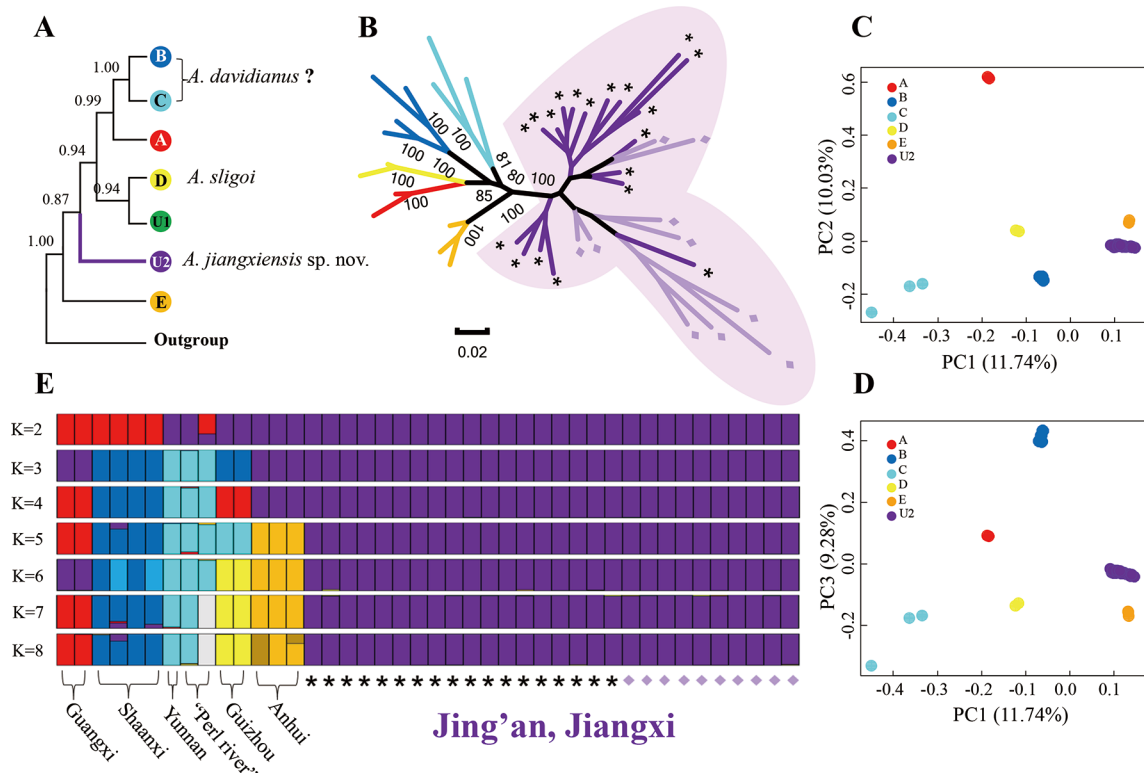 A
1.00
0.99
0.94
0.94
0.87
1.00
B
C
A. davidianus ?
A
D
A. sligoi
U1
U2
A. jiangxiensis sp. nov.
E
Outgroup
B
100
100
100
100
100
81
80
100
85
100
100
100
0.02
C
A
B
C
D
E
U2
PC2 (10.03%)
0.6
0.4
0.2
0.0
-0.2
-0.4 -0.3 -0.2 -0.1 0.0 0.1
PC1 (11.74%)
D
A
B
C
D
E
U2
PC3 (9.28%)
0.4
0.2
0.0
-0.2
-0.4 -0.3 -0.2 -0.1 0.0 0.1
PC1 (11.74%)
E
K=2
K=3
K=4
K=5
K=6
K=7
K=8
Guangxi
Shaanxi
Yunnan
“Perl river”
Guizhou
Anhui
Jing’an, Jiangxi